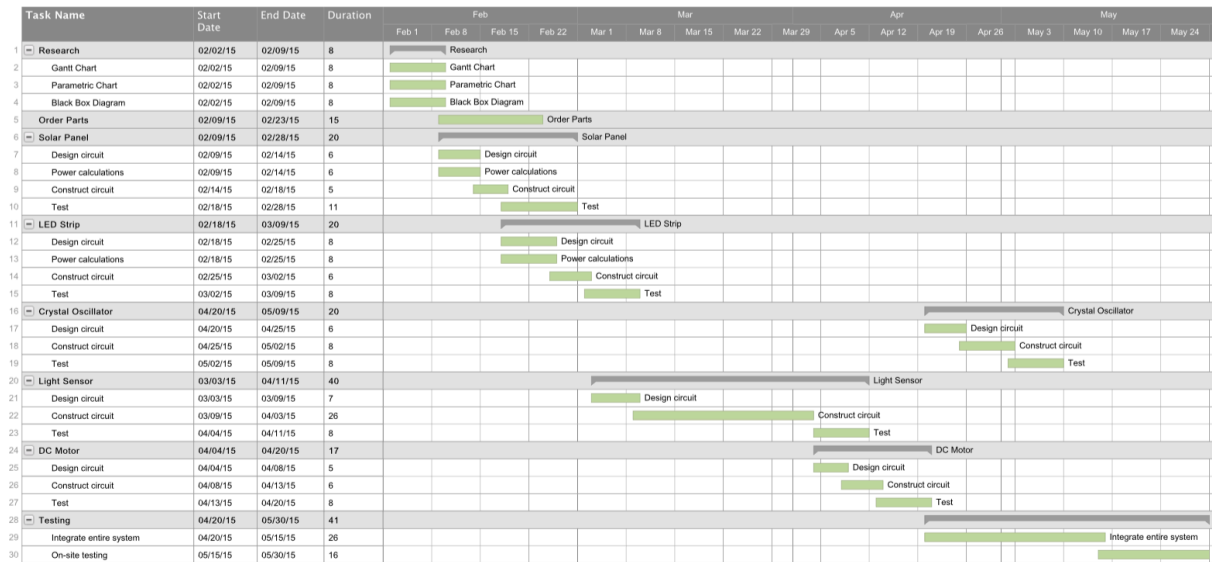 Task Name Start Date End Date Duration Feb Mar Apr May
Feb 1 Feb 8 Feb 15 Feb 22 Mar 1 Mar 8 Mar 15 Mar 22 Mar 29 Apr 5 Apr 12 Apr 19 Apr 26 May 3 May 10 May 17 May 24
1 Research 02/02/15 02/09/15 8 Research
2 Gantt Chart 02/02/15 02/09/15 8 Gantt Chart
3 Parametric Chart 02/02/15 02/09/15 8 Parametric Chart
4 Black Box Diagram 02/02/15 02/09/15 8 Black Box Diagram
5 Order Parts 02/09/15 02/23/15 15 Order Parts
6 Solar Panel 02/09/15 02/28/15 20 Solar Panel
7 Design circuit 02/09/15 02/14/15 6 Design circuit
8 Power calculations 02/09/15 02/14/15 6 Power calculations
9 Construct circuit 02/14/15 02/18/15 5 Construct circuit
10 Test 02/18/15 02/28/15 11 Test
11 LED Strip 02/18/15 03/09/15 20 LED Strip
12 Design circuit 02/18/15 02/25/15 8 Design circuit
13 Power calculations 02/18/15 02/25/15 8 Power calculations
14 Construct circuit 02/25/15 03/02/15 6 Construct circuit
15 Test 03/02/15 03/09/15 8 Test
16 Crystal Oscillator 04/20/15 05/09/15 20 Crystal Oscillator
17 Design circuit 04/20/15 04/25/15 6 Design circuit
18 Construct circuit 04/25/15 05/02/15 8 Construct circuit
19 Test 05/02/15 05/09/15 8 Test
20 Light Sensor 03/03/15 04/11/15 40 Light Sensor
21 Design circuit 03/03/15 03/09/15 7 Design circuit
22 Construct circuit 03/09/15 04/03/15 26 Construct circuit
23 Test 04/04/15 04/11/15 8 Test
24 DC Motor 04/04/15 04/20/15 17 DC Motor
25 Design circuit 04/04/15 04/08/15 5 Design circuit
26 Construct circuit 04/08/15 04/13/15 6 Construct circuit
27 Test 04/13/15 04/20/15 8 Test
28 Testing 04/20/15 05/30/15 41
29 Integrate entire system 04/20/15 05/15/15 26 Integrate entire system
30 On-site testing 05/15/15 05/30/15 16